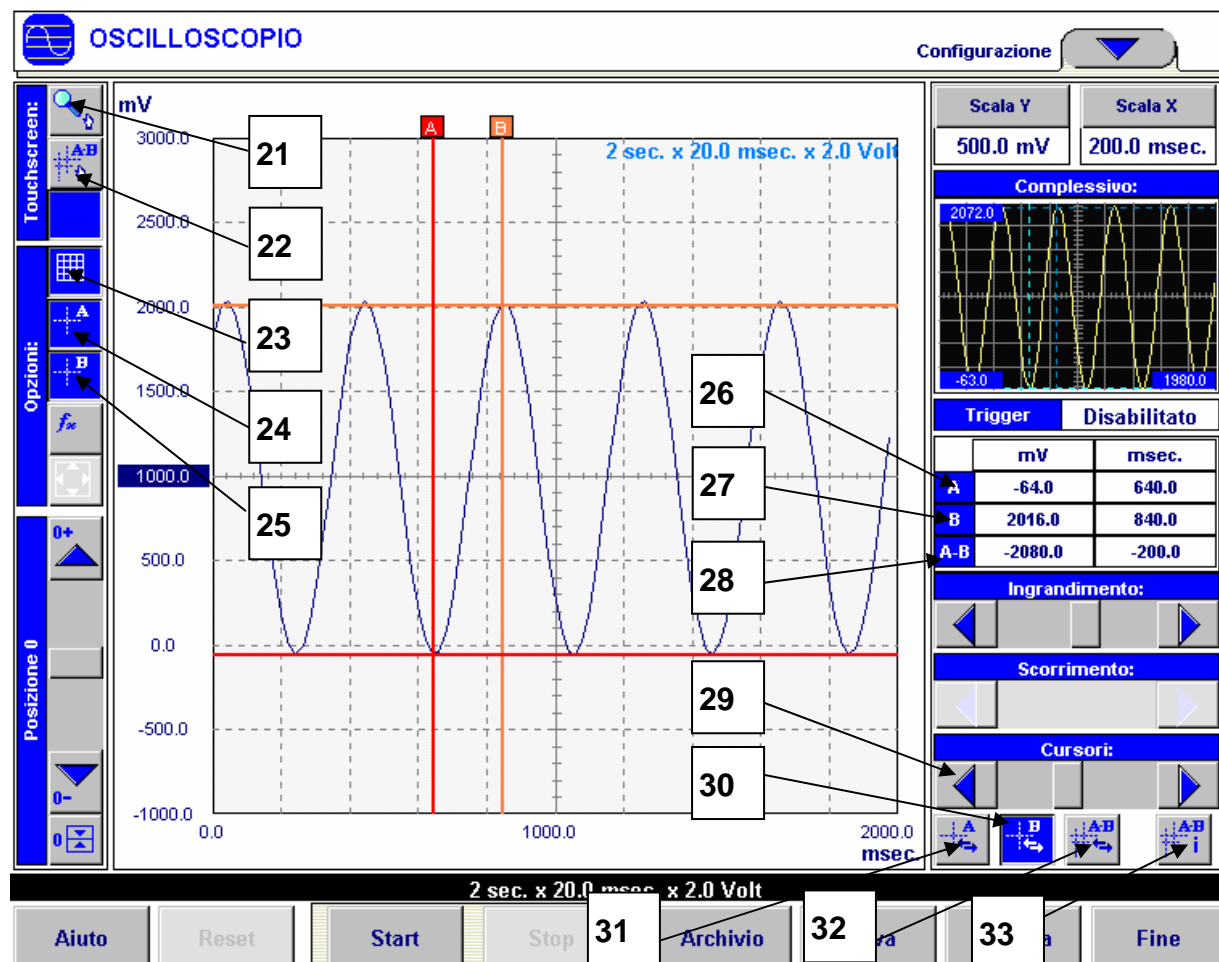 OSCILLOSCOPIO
Configurazione
Touchscreen:
A-B
Opzioni:
A
B
fx
Posizione 0
0+
0-
0
mV
3000.0
2500.0
2000.0
1500.0
1000.0
500.0
0.0
-500.0
-1000.0
A
B
2 sec. x 20.0 msec. x 2.0 Volt
0.0
1000.0
2000.0
msec.
21
22
23
24
25
26
27
28
29
30
31
32
33
Scala Y
Scala X
500.0 mV
200.0 msec.
Complessivo:
2072.0
-63.0
1980.0
Trigger
Disabilitato
mV
msec.
A
-64.0
640.0
B
2016.0
840.0
A-B
-2080.0
-200.0
Ingrandimento:
Scorrimento:
Cursori:
A
B
A-B
A-B
i
2 sec. x 20.0 msec. x 2.0 Volt
Aiuto
Reset
Start
Stop
Archivio
Fine